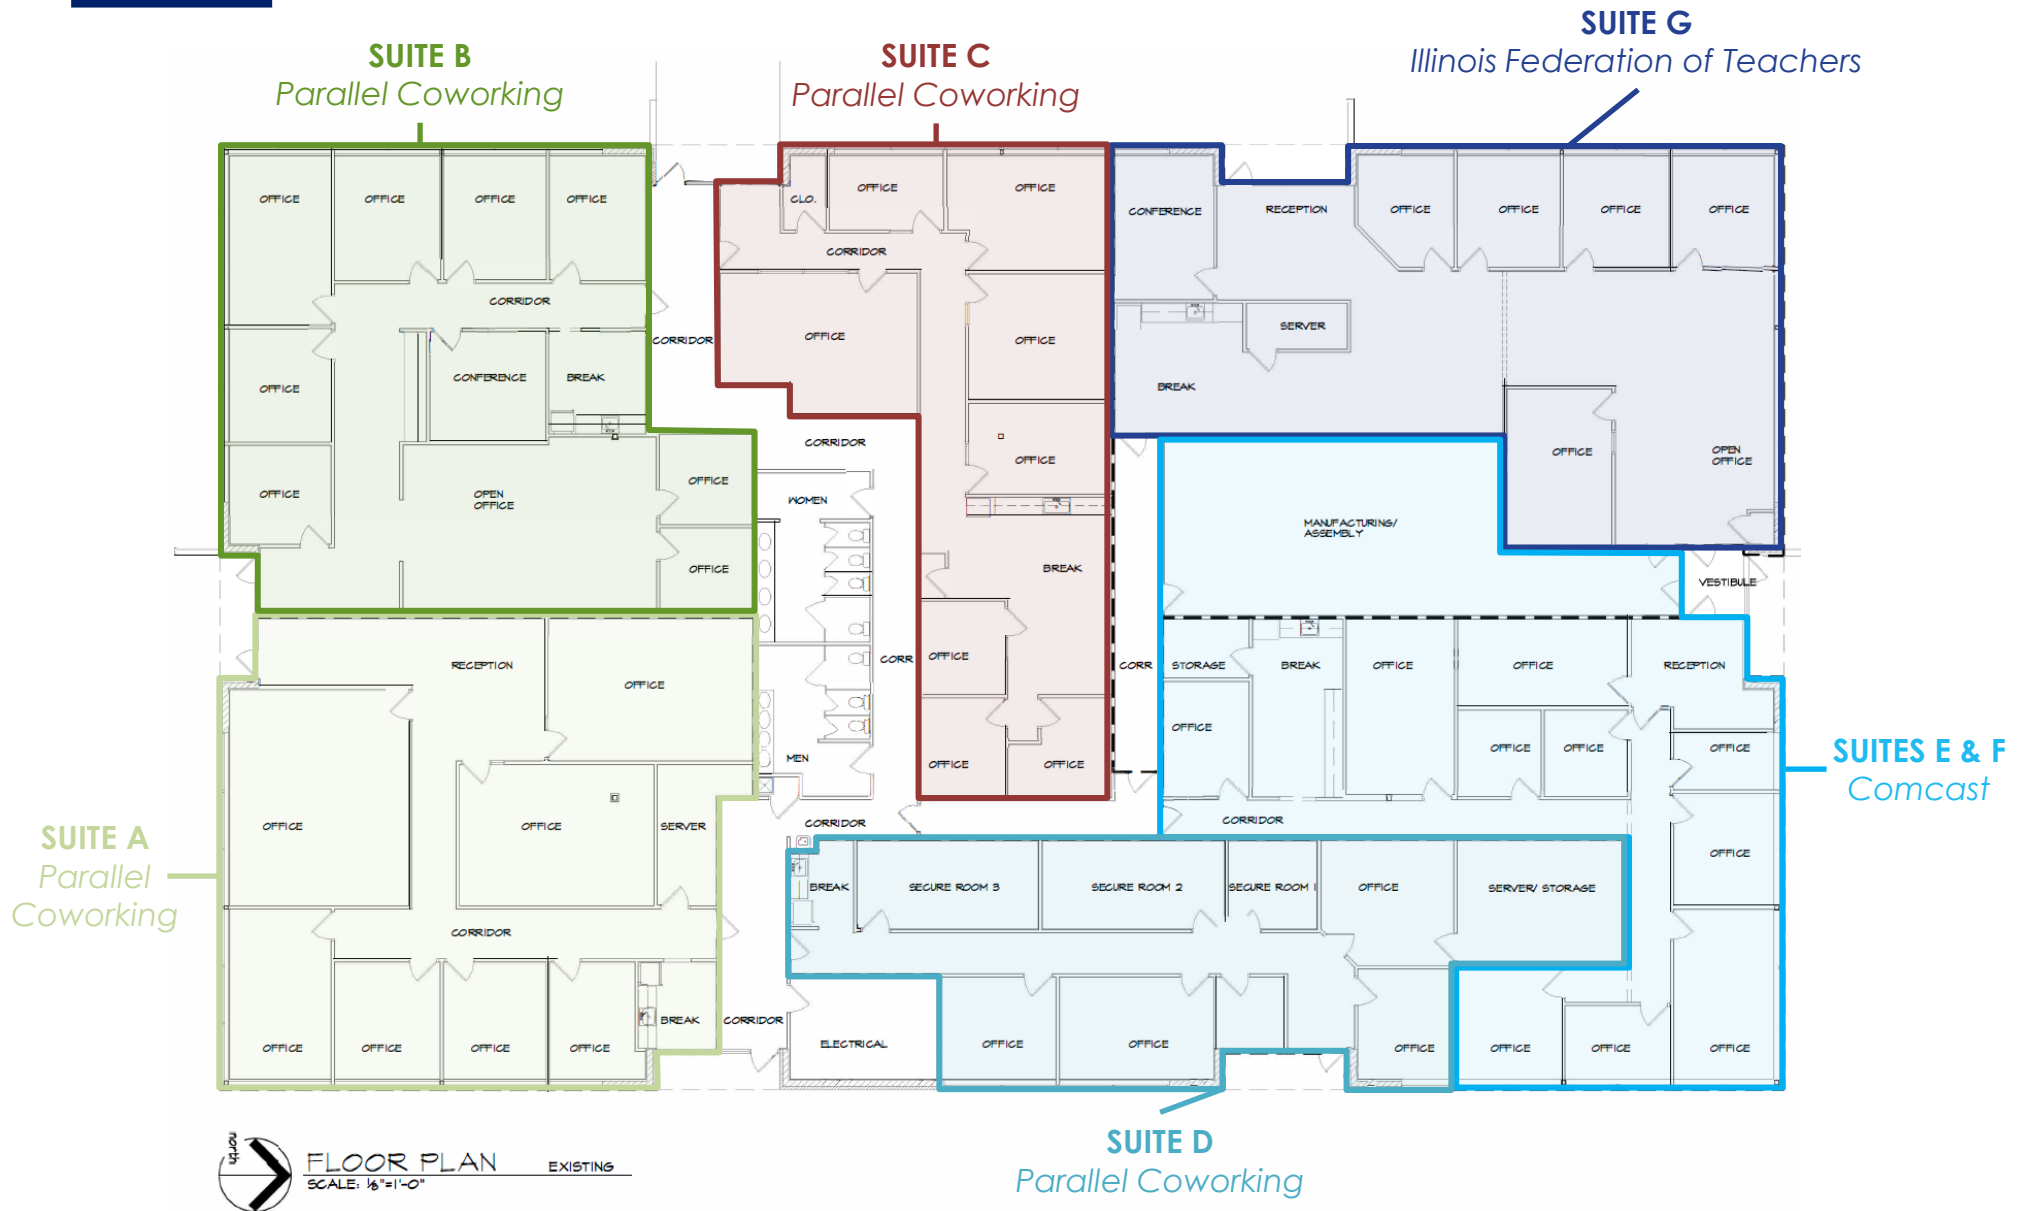 SUITE B
Parallel Coworking
SUITE C
Parallel Coworking
SUITE G
Illinois Federation of Teachers
OFFICE
OFFICE
OFFICE
OFFICE
CORRIDOR
OFFICE
CONFERENCE
BREAK
OFFICE
OPEN
OFFICE
OFFICE
OFFICE
CORRIDOR
CLO.
OFFICE
OFFICE
CORRIDOR
OFFICE
OFFICE
OFFICE
BREAK
OFFICE
OFFICE
OFFICE
CONFERENCE
RECEPTION
OFFICE
OFFICE
OFFICE
OFFICE
SERVER
BREAK
OFFICE
OPEN
OFFICE
CORRIDOR
WOMEN
CORR
MEN
CORRIDOR
CORR
MANUFACTURING/
ASSEMBLY
VESTIBULE
STORAGE
BREAK
OFFICE
OFFICE
RECEPTION
OFFICE
OFFICE
OFFICE
OFFICE
CORRIDOR
OFFICE
OFFICE
OFFICE
OFFICE
SUITES E & F
Comcast
SUITE A
Parallel
Coworking
RECEPTION
OFFICE
OFFICE
OFFICE
SERVER
CORRIDOR
OFFICE
OFFICE
OFFICE
OFFICE
BREAK
CORRIDOR
BREAK
SECURE ROOM 3
SECURE ROOM 2
SECURE ROOM 1
OFFICE
SERVER/ STORAGE
ELECTRICAL
OFFICE
OFFICE
OFFICE
SUITE D
Parallel Coworking
north
FLOOR PLAN EXISTING
SCALE: 1/8"=1'-0"